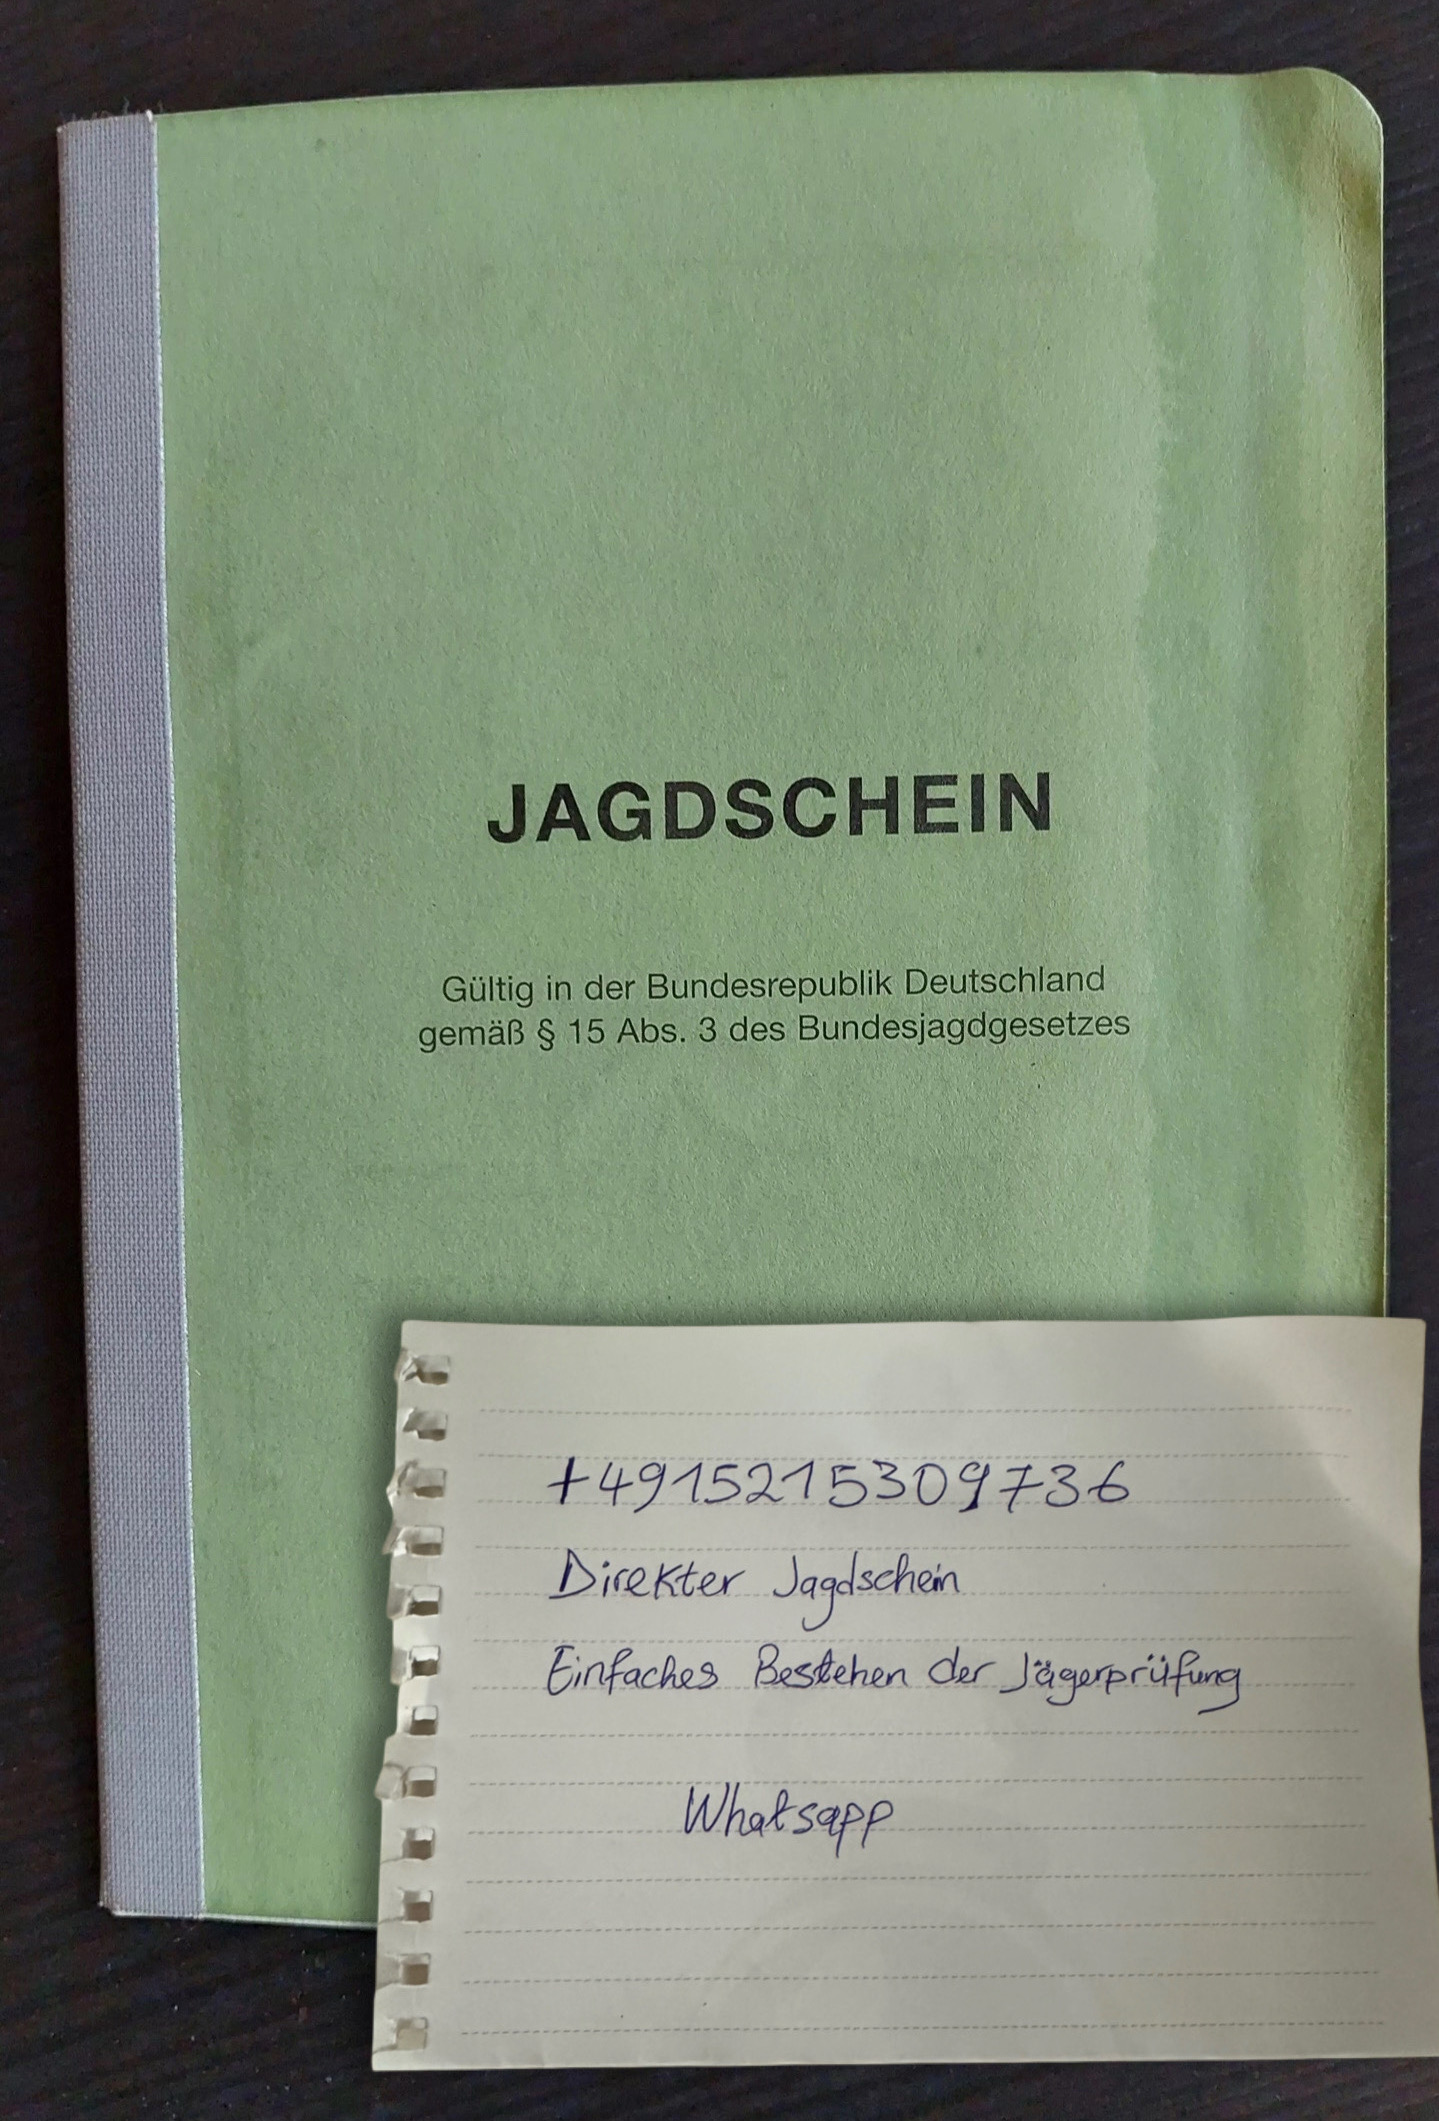 JAGDSCHEIN
Gültig in der Bundesrepublik Deutschland
gemäß § 15 Abs. 3 des Bundesjagdgesetzes
+4915215309736
Direkter Jagdschein
Einfaches Bestehen der Jägerprüfung
Whatsapp